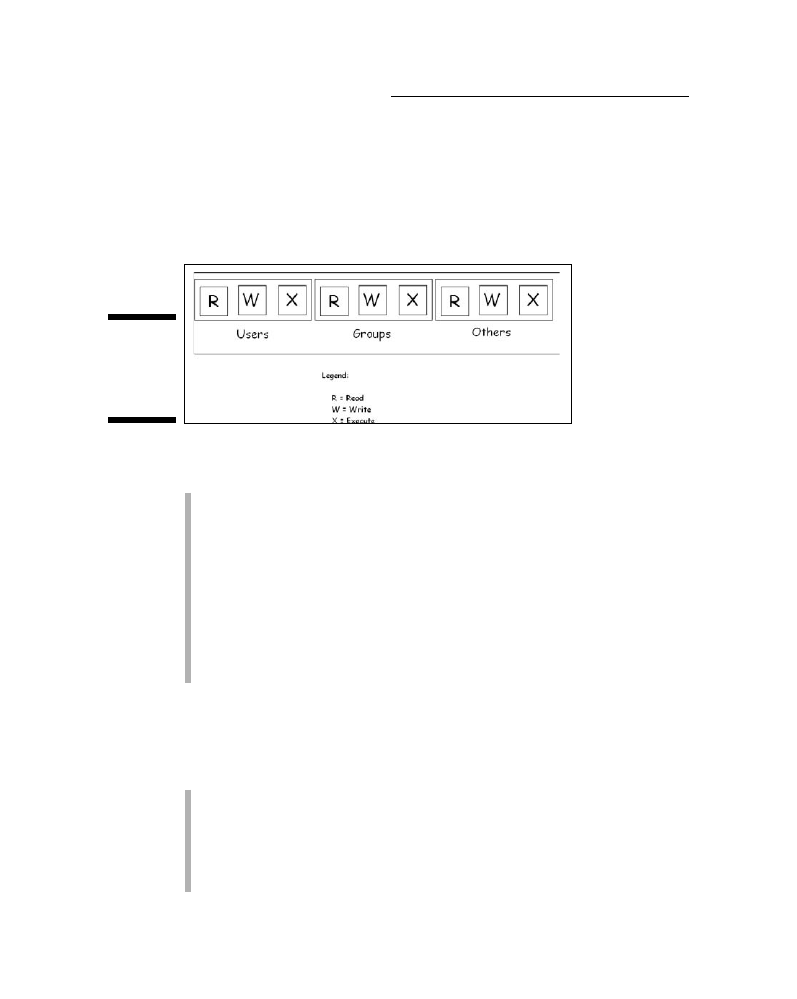 R W X R W X R W X
Users Groups Others
Legend:
R = Read
W = Write
X = Execute